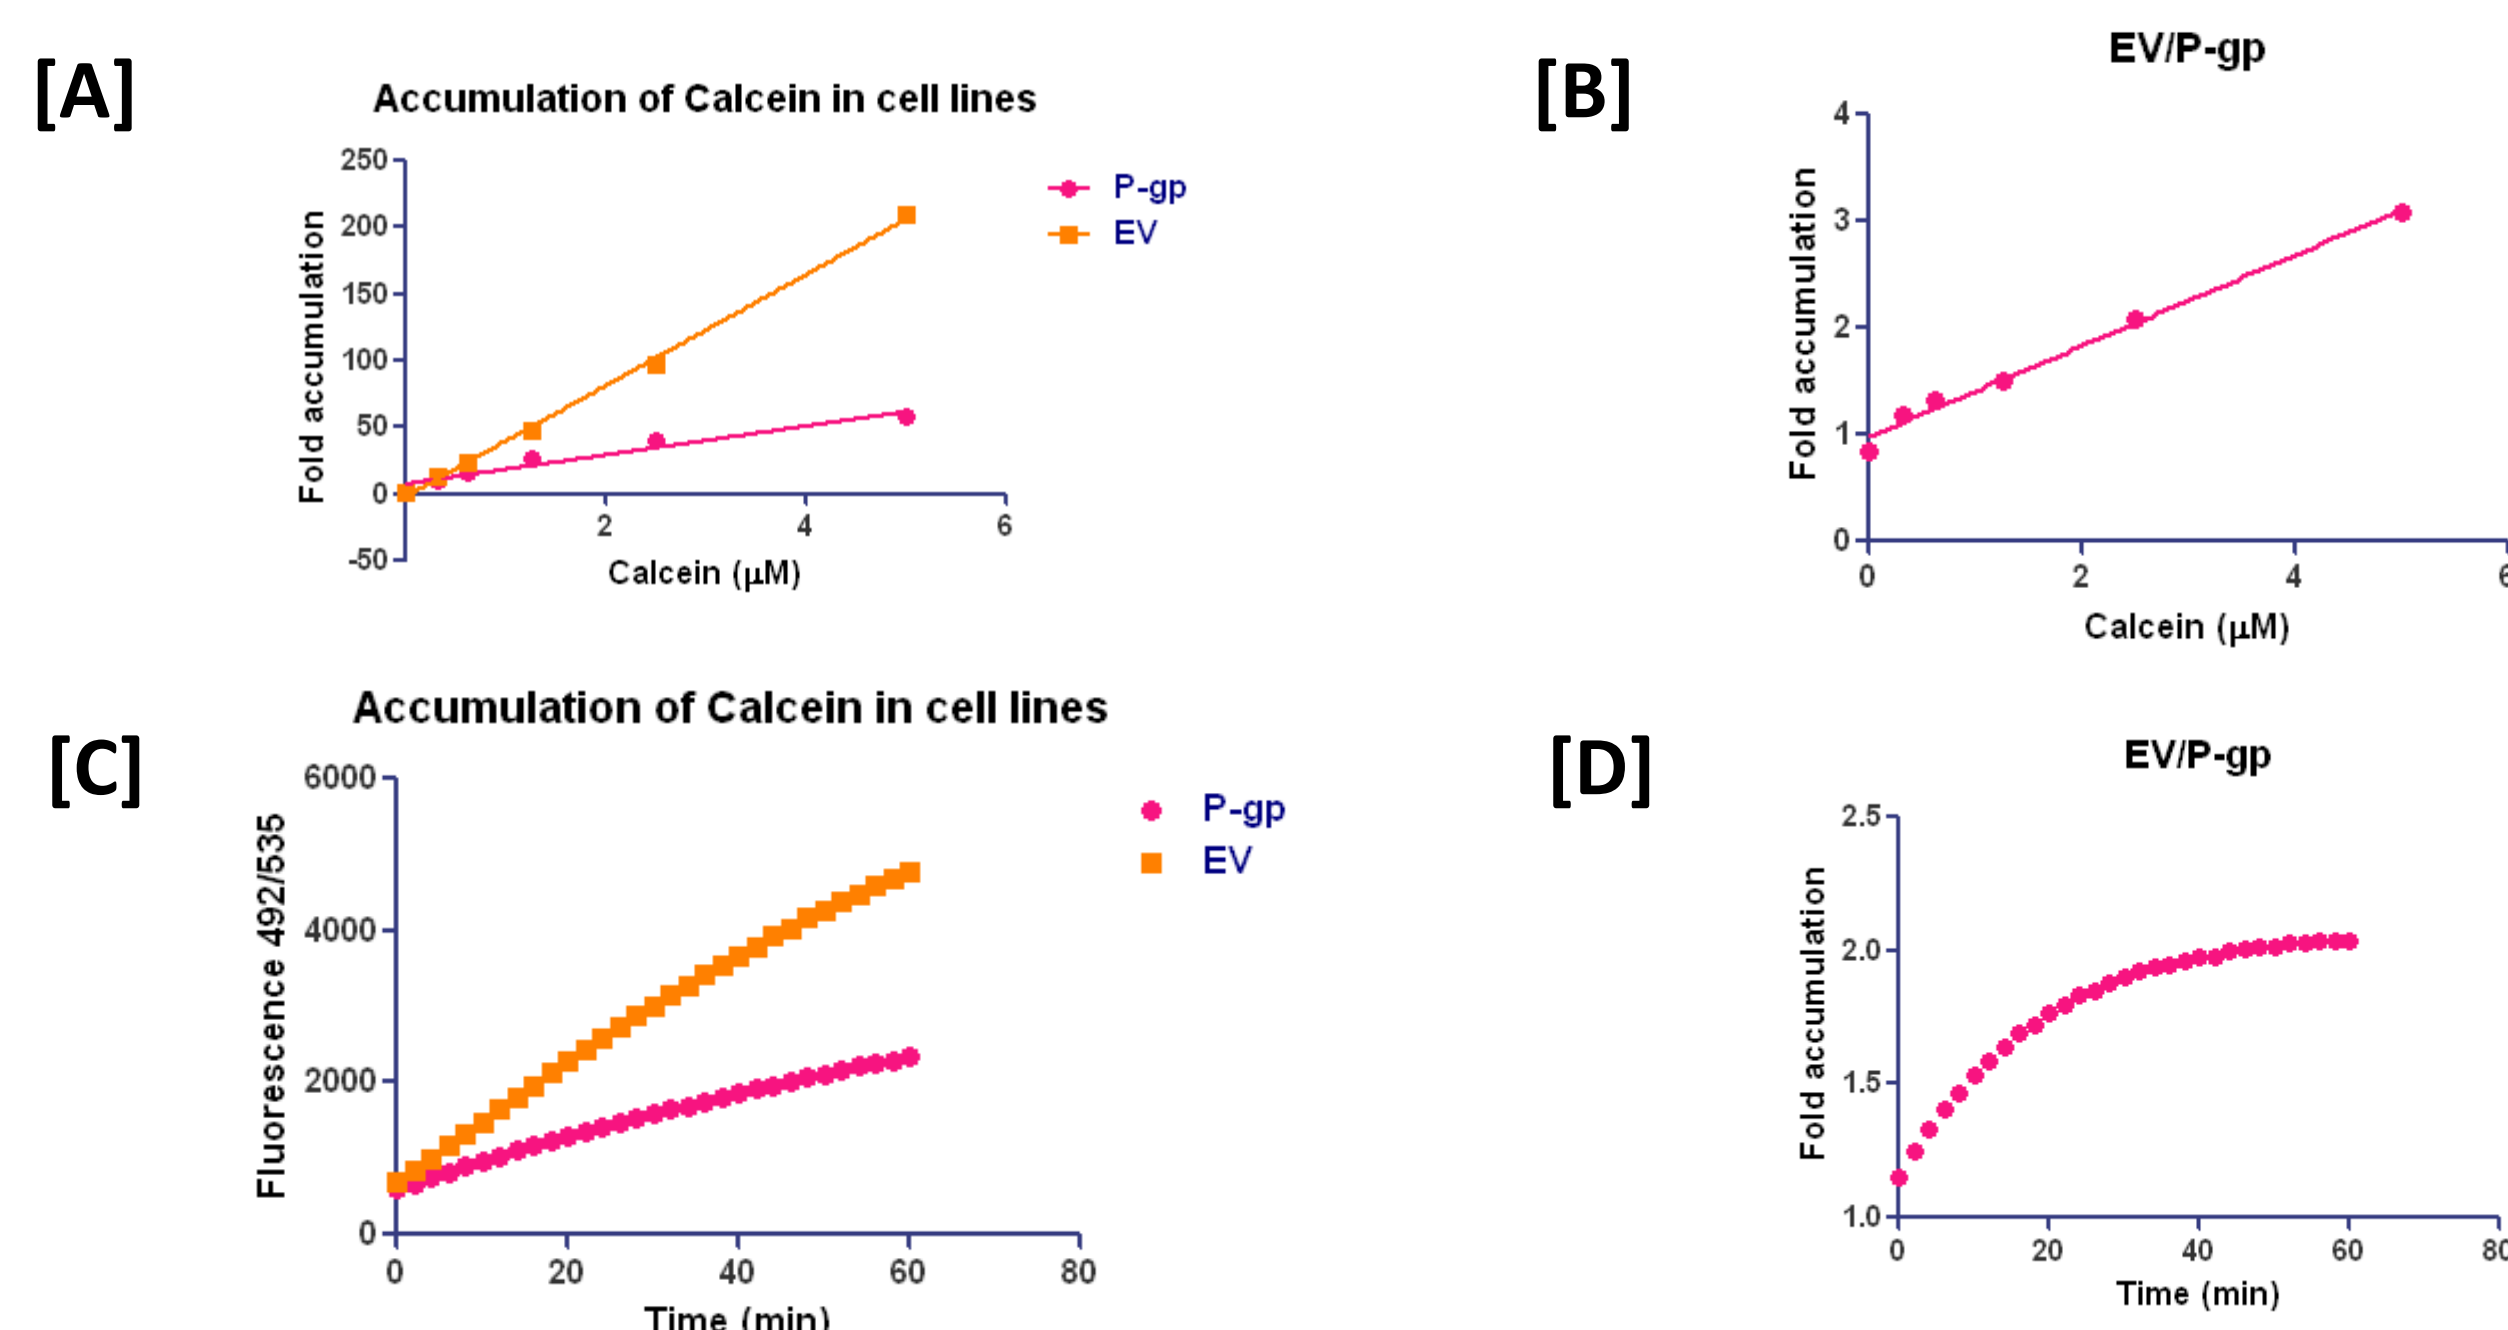 [A]
Accumulation of Calcein in cell lines
Fold accumulation
250
200
150
100
50
0
-50
2
4
6
Calcein (μM)
P-gp
EV
[B]
EV/P-gp
Fold accumulation
4
3
2
1
0
0
2
4
6
Calcein (μM)
[C]
Accumulation of Calcein in cell lines
Fluorescence 492/535
6000
4000
2000
0
0
20
40
60
80
Time (min)
P-gp
EV
[D]
EV/P-gp
Fold accumulation
2.5
2.0
1.5
1.0
0
20
40
60
80
Time (min)